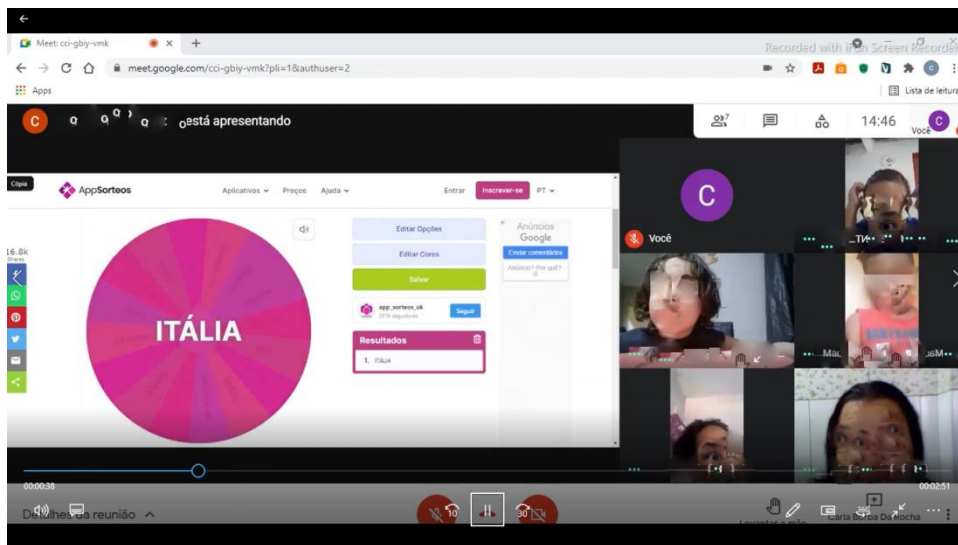 Meet: cci-gbiy-vmk
meet.google.com/cci-gbiy-vmk?pli=1&authuser=2
Recorded with iFun Screen Recorder
Apps
Lista de leitura
C
está apresentando
7
14:46
Você
C
Cópia
AppSorteos
Aplicativos
Preços
Ajuda
Entrar
Inscrever-se
PT
16.8k
Shares
ITÁLIA
Editar Opções
Editar Cores
Salvar
app_sorteos_ok
seguidores
Seguir
Resultados
1. ITÁLIA
Anúncios
Google
Enviar comentários
Anúncio? Por quê?
C
Você
00:00:38
00:02:51
Detalhes da reunião
10
30
Levantar a mão
Carla Borba Da Rocha